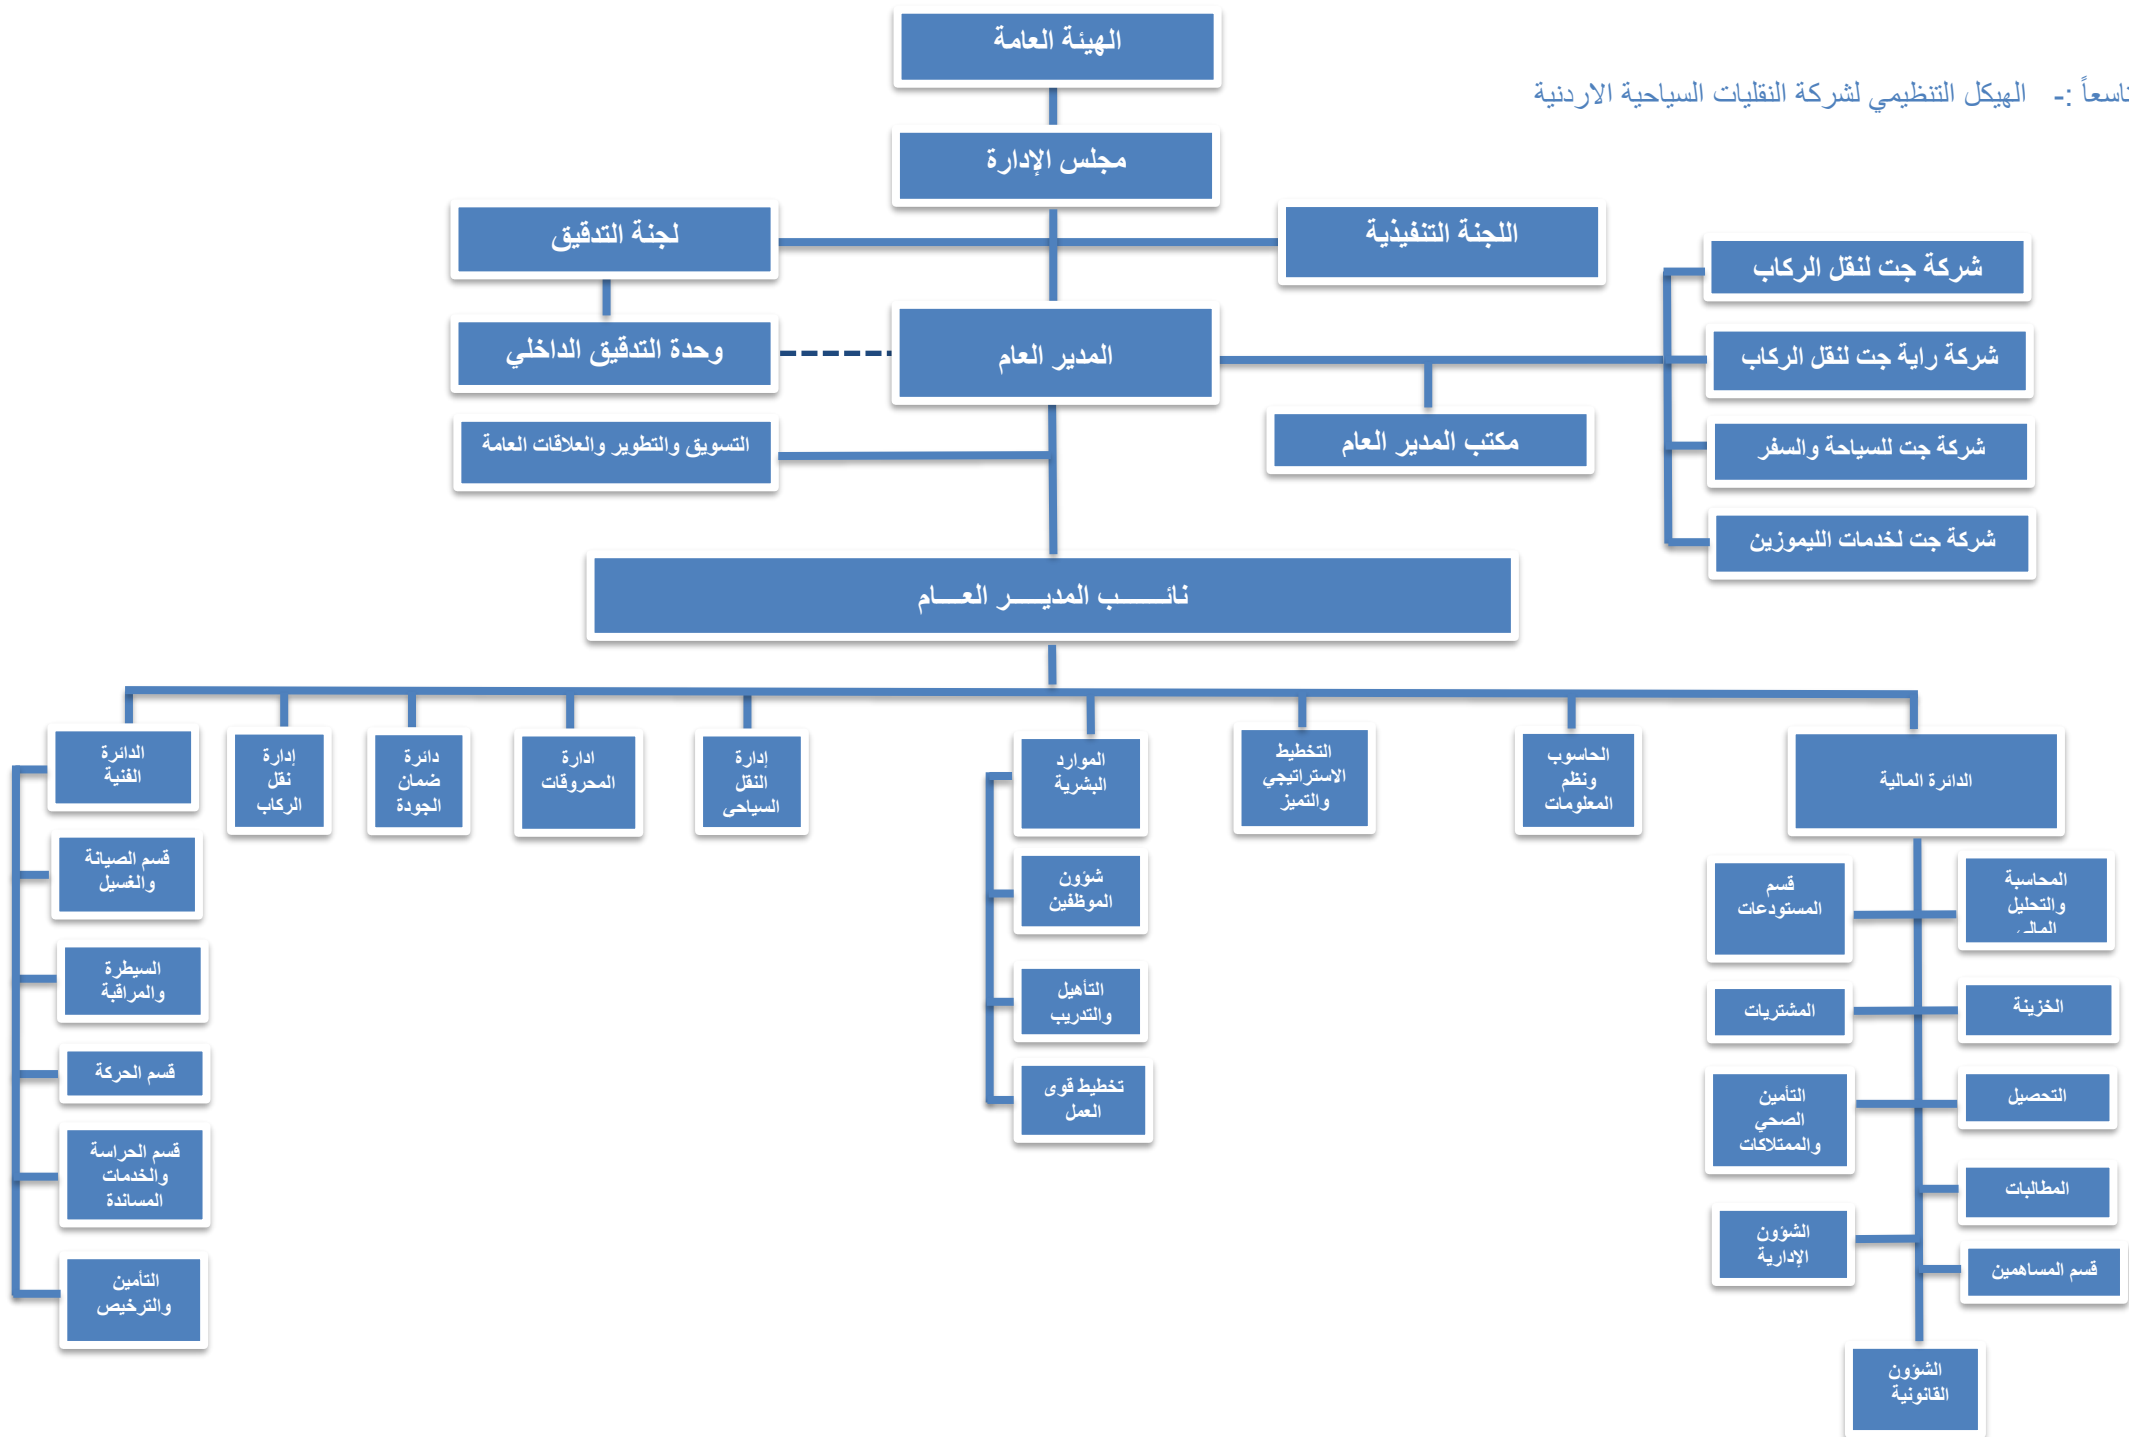 الهيئة العامة
تاسعاً :- الهيكل التنظيمي لشركة النقليات السياحية الاردنية
مجلس الإدارة
اللجنة التنفيذية
لجنة التدقيق
شركة جت لنقل الركاب
شركة راية جت لنقل الركاب
شركة جت للسياحة والسفر
شركة جت لخدمات الليموزين
المدير العام
وحدة التدقيق الداخلي
مكتب المدير العام
التسويق والتطوير والعلاقات العامة
نائـــــب المديـــــر العــــام
الدائرة المالية
الحاسوب
ونظم
المعلومات
التخطيط
الاستراتيجي
والتميز
الموارد
البشرية
إدارة
النقل
السياحى
ادارة
المحروقات
دائرة
ضمان
الجودة
إدارة
نقل
الركاب
الدائرة
الفنية
المحاسبة
والتحليل
المالي
الخزينة
التحصيل
المطالبات
قسم المساهمين
قسم
المستودعات
المشتريات
التأمين
الصحي
والممتلاكات
الشؤون
الإدارية
الشؤون
القانونية
شؤون
الموظفين
التأهيل
والتدريب
تخطيط قوى
العمل
قسم الصيانة
والغسيل
السيطرة
والمراقبة
قسم الحركة
قسم الحراسة
والخدمات
المساندة
التأمين
والترخيص